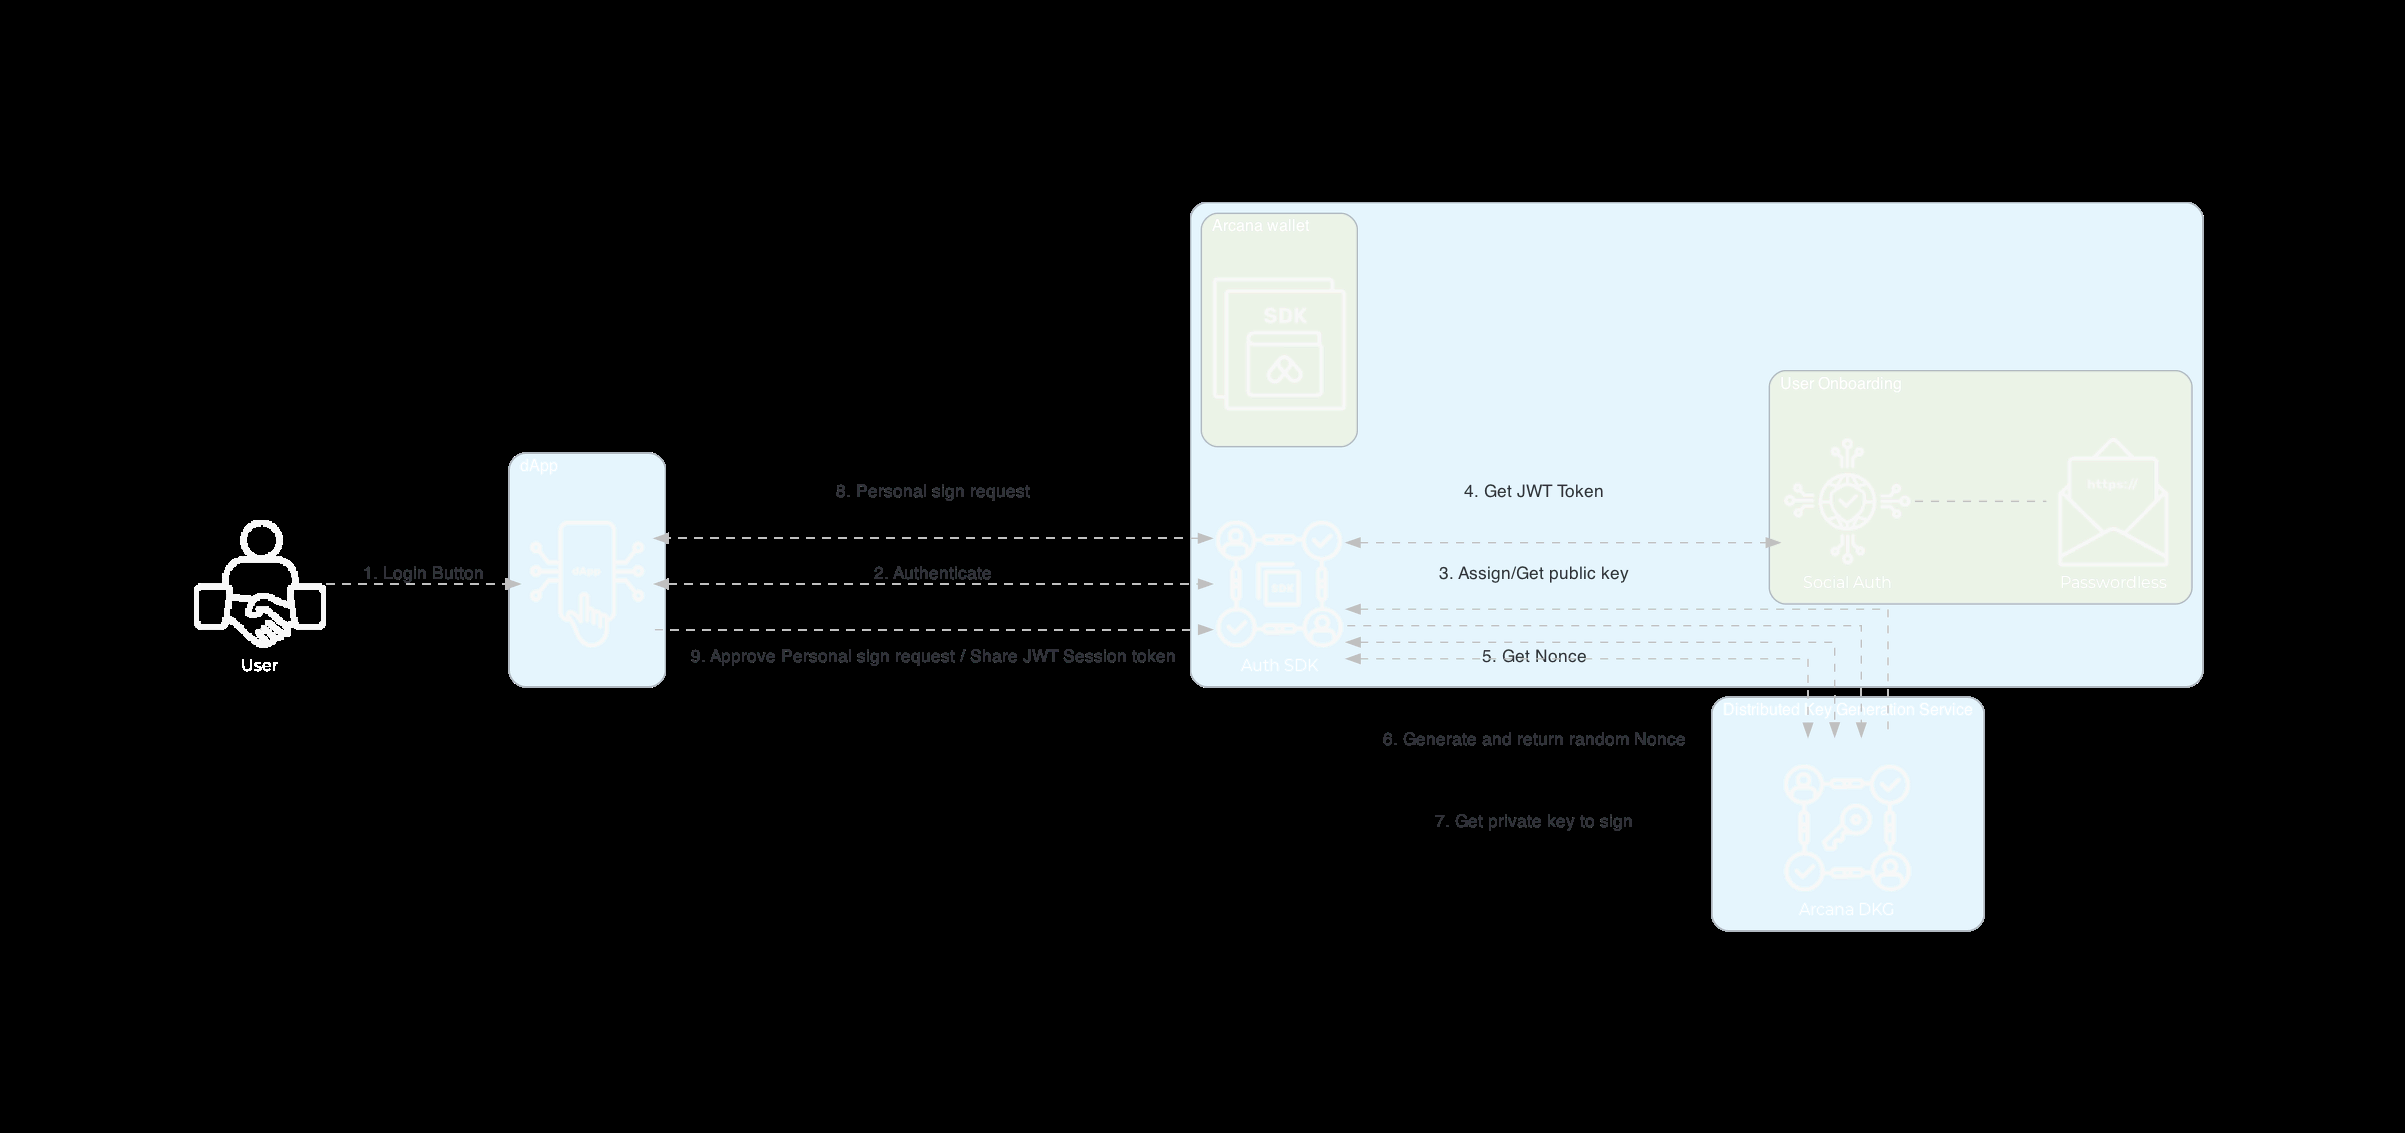 Arcana wallet
SDK
User Onboarding
dApp
8. Personal sign request
4. Get JWT Token
https://
dApp
1. Login Button
2. Authenticate
3. Assign/Get public key
SDK
Social Auth
Passwordless
User
9. Approve Personal sign request / Share JWT Session token
Auth SDK
5. Get Nonce
Distributed Key Generation Service
6. Generate and return random Nonce
7. Get private key to sign
Arcana DKG